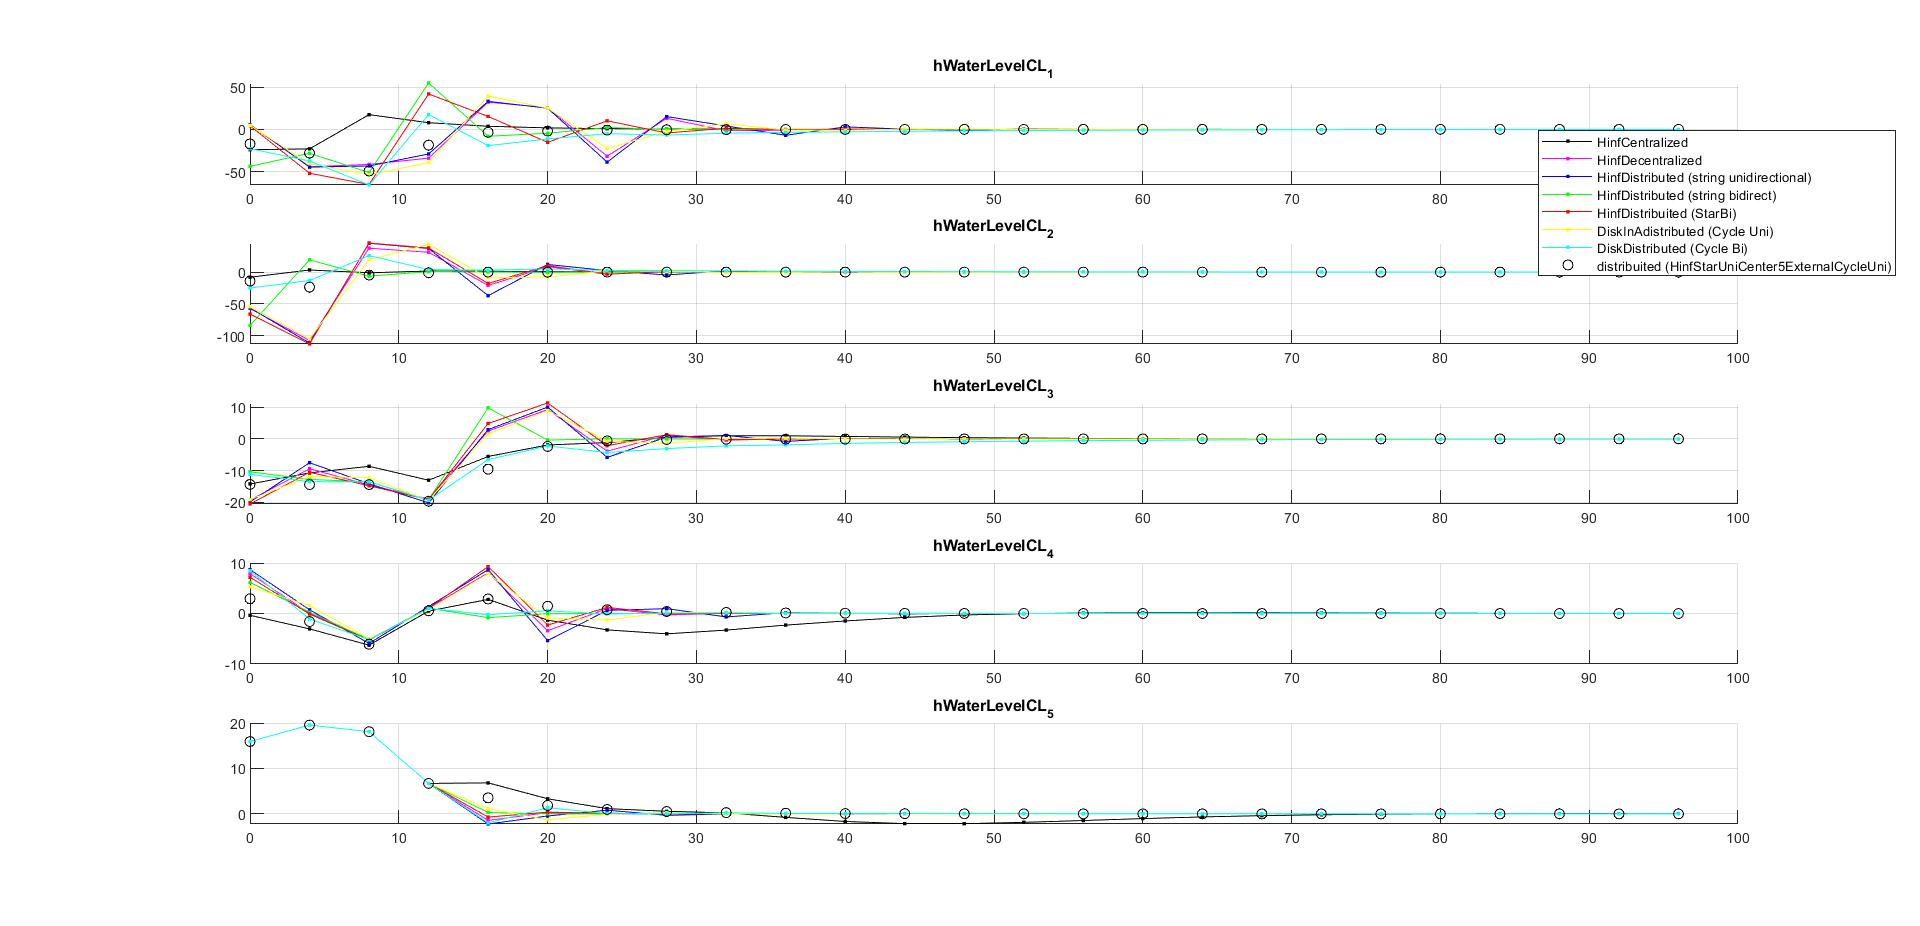 hWaterLevelCL1
50
0
-50
0 10 20 30 40 50 60 70 80 90 100
HinfCentralized
HinfDecentralized
HinfDistributed (string unidirectional)
HinfDistributed (string bidirect)
HinfDistribuited (StarBi)
DiskInAdistributed (Cycle Uni)
DiskDistributed (Cycle Bi)
distribuited (HinfStarUniCenter5ExternalCycleUni)
hWaterLevelCL2
0
-50
-100
0 10 20 30 40 50 60 70 80 90 100
hWaterLevelCL3
10
0
-10
-20
0 10 20 30 40 50 60 70 80 90 100
hWaterLevelCL4
10
0
-10
0 10 20 30 40 50 60 70 80 90 100
hWaterLevelCL5
20
10
0
0 10 20 30 40 50 60 70 80 90 100